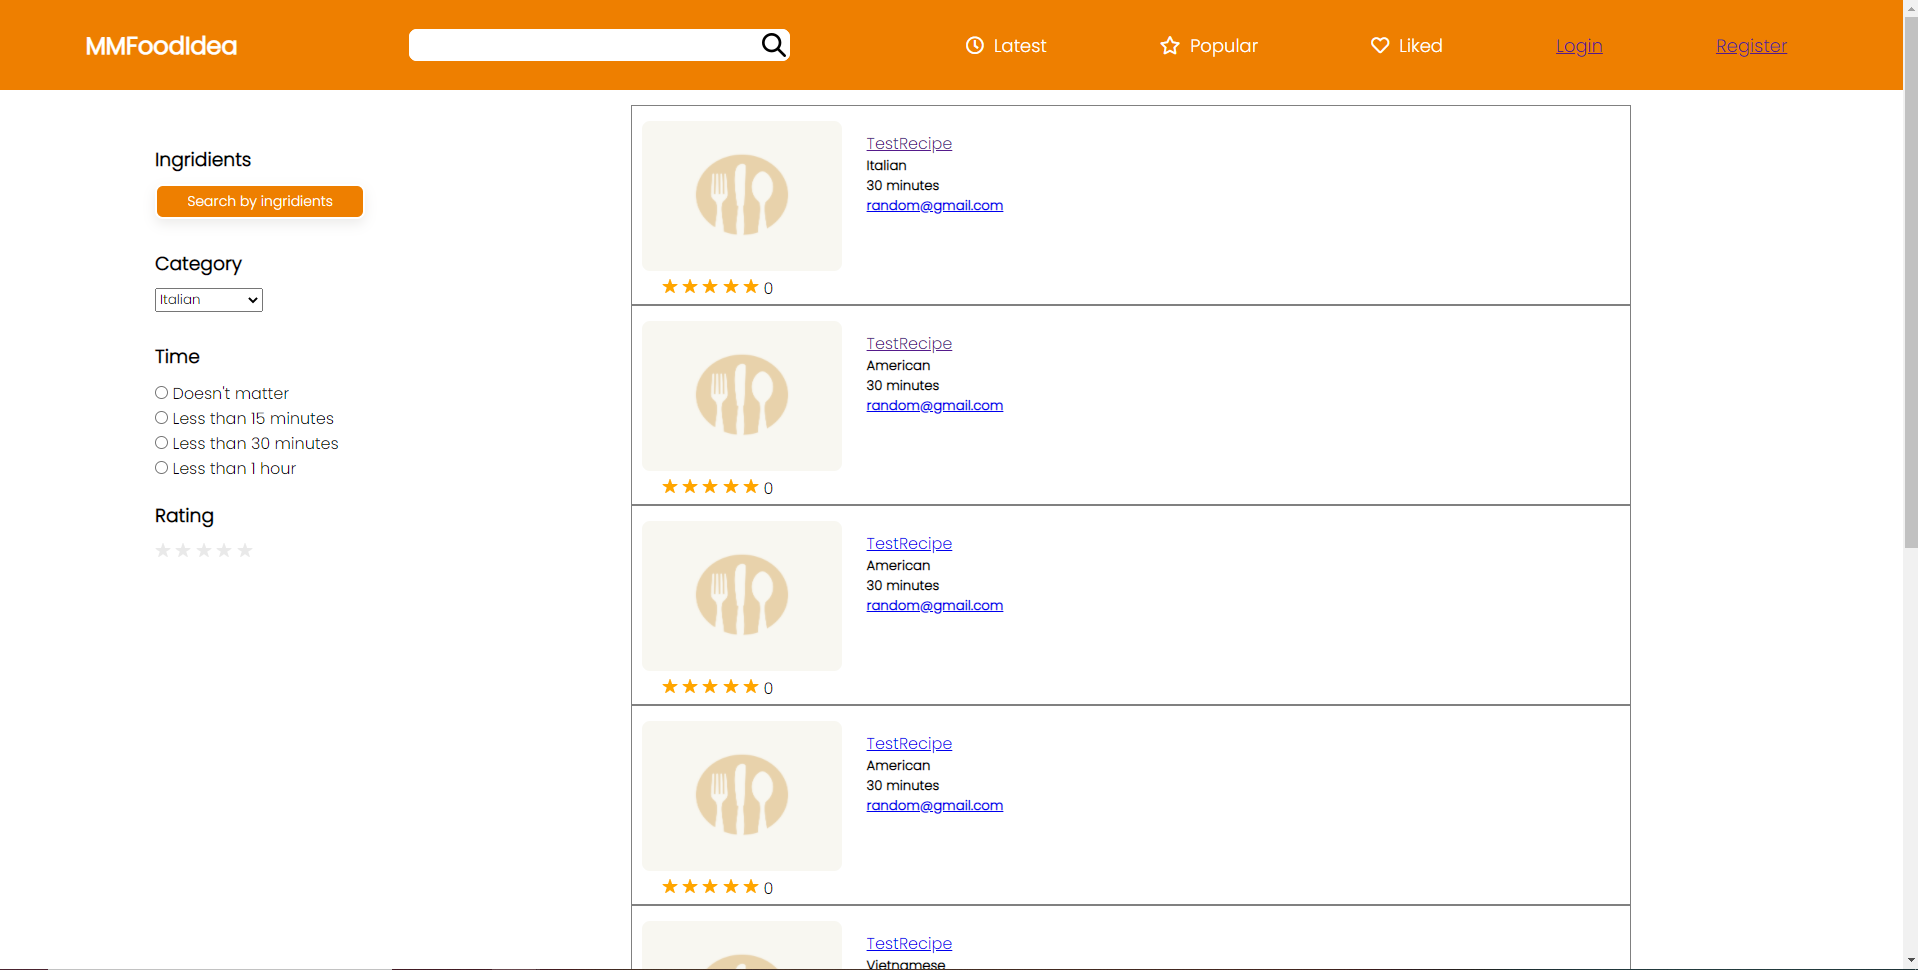 MMFoodIdea
Latest
Popular
Liked
Login
Register
Ingridients
Search by ingridients
Category
Italian
Time
Doesn't matter
Less than 15 minutes
Less than 30 minutes
Less than 1 hour
Rating
TestRecipe
Italian
30 minutes
random@gmail.com
0
TestRecipe
American
30 minutes
random@gmail.com
0
TestRecipe
American
30 minutes
random@gmail.com
0
TestRecipe
American
30 minutes
random@gmail.com
0
TestRecipe
Vietnamese